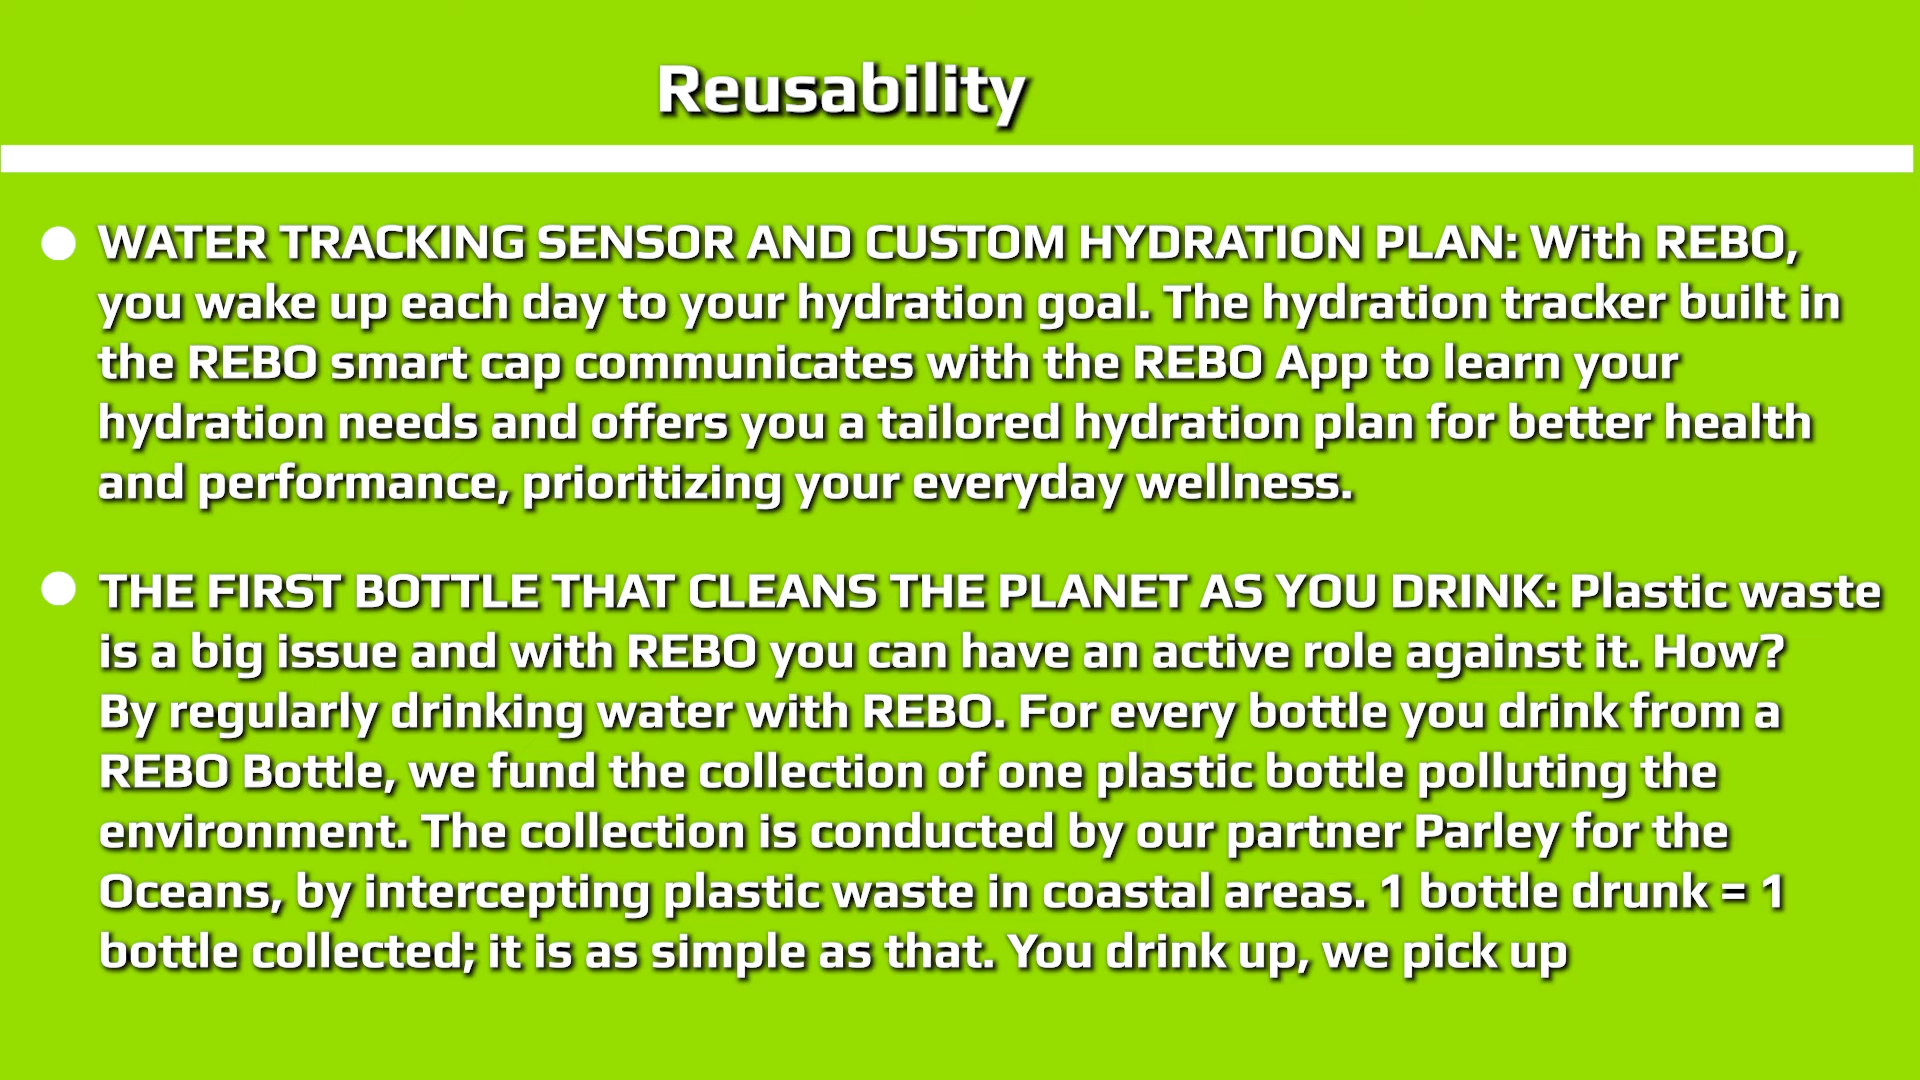 Reusability
WATER TRACKING SENSOR AND CUSTOM HYDRATION PLAN: With REBO,
you wake up each day to your hydration goal. The hydration tracker built in
the REBO smart cap communicates with the REBO App to learn your
hydration needs and offers you a tailored hydration plan for better health
and performance, prioritizing your everyday wellness.
THE FIRST BOTTLE THAT CLEANS THE PLANET AS YOU DRINK: Plastic waste
is a big issue and with REBO you can have an active role against it. How?
By regularly drinking water with REBO. For every bottle you drink from a
REBO Bottle, we fund the collection of one plastic bottle polluting the
environment. The collection is conducted by our partner Parley for the
Oceans, by intercepting plastic waste in coastal areas. 1 bottle drunk = 1
bottle collected; it is as simple as that. You drink up, we pick up